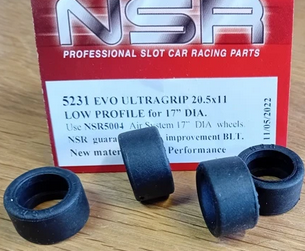 NSR
PROFESSIONAL SLOT CAR RACING PARTS
5231 EVO ULTRAGRIP 20.5x11
LOW PROFILE for 17" DIA.
Use NSR5004 Air System 17" DIA wheels.
NSR guara improvement BLT.
New mater Performance
11/05/2022